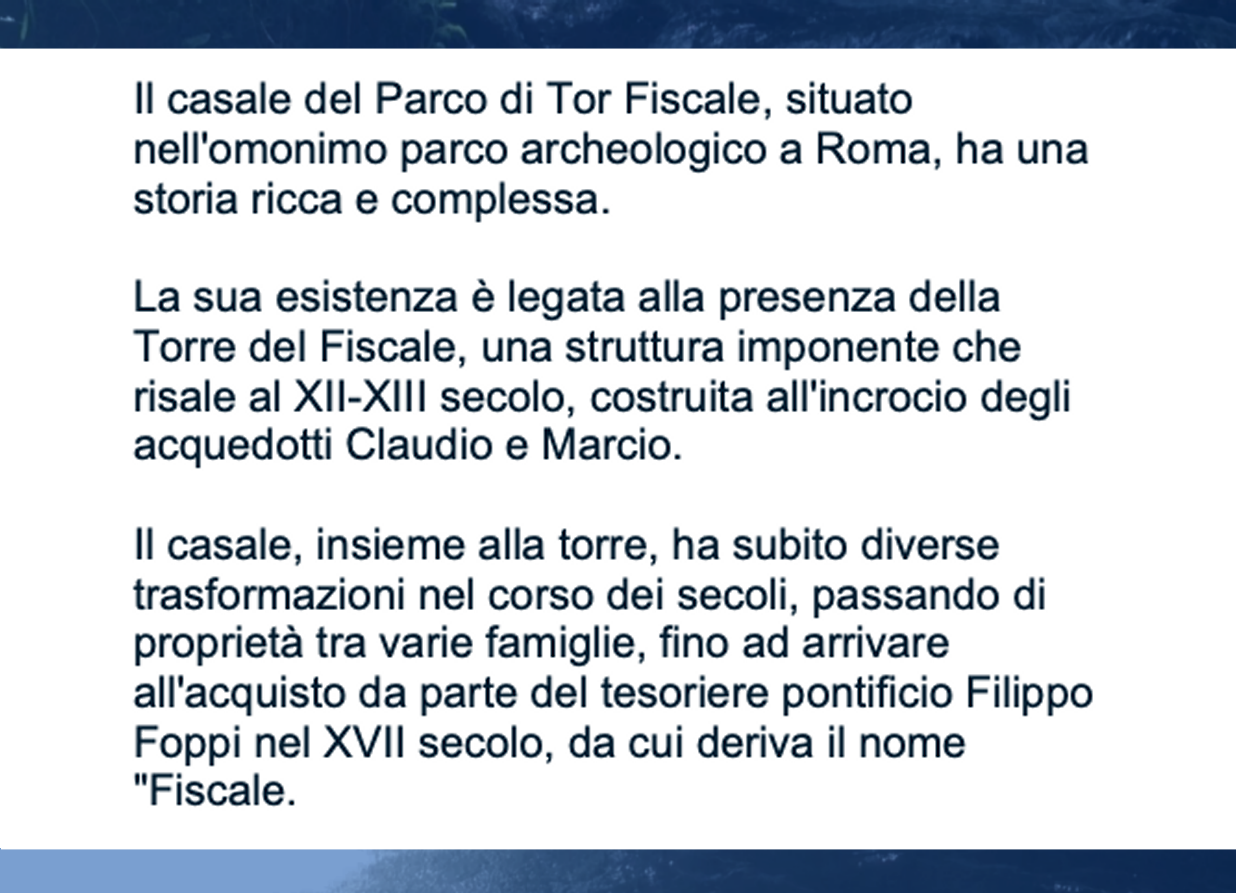 Il casale del Parco di Tor Fiscale, situato
nell'omonimo parco archeologico a Roma, ha una
storia ricca e complessa.
La sua esistenza è legata alla presenza della
Torre del Fiscale, una struttura imponente che
risale al XII-XIII secolo, costruita all'incrocio degli
acquedotti Claudio e Marcio.
Il casale, insieme alla torre, ha subito diverse
trasformazioni nel corso dei secoli, passando di
proprietà tra varie famiglie, fino ad arrivare
all'acquisto da parte del tesoriere pontificio Filippo
Foppi nel XVII secolo, da cui deriva il nome
"Fiscale.